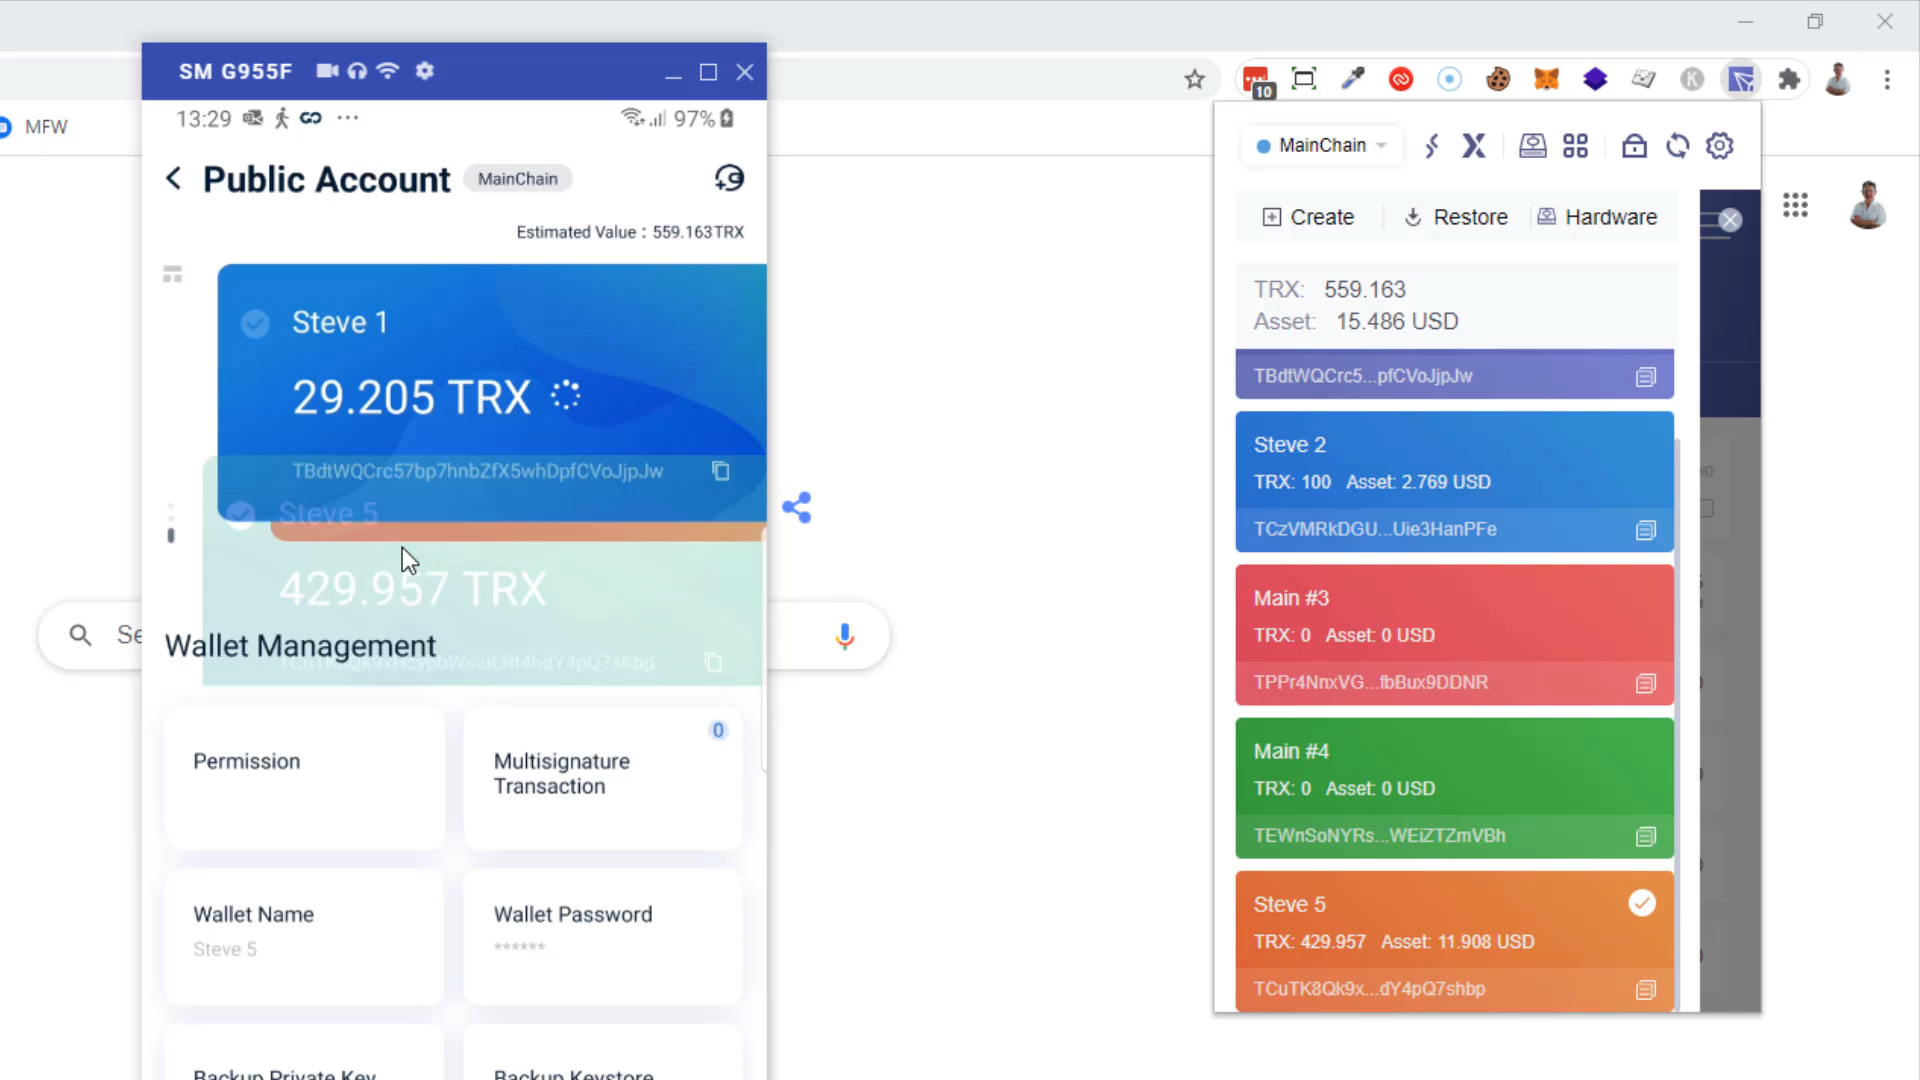 SM G955F
13:29
97%
MFW
Public Account
MainChain
Estimated Value : 559.163TRX
Steve 1
29.205 TRX
TBdtWQCrc57bp7hnbZfX5whDpfCVoJjpJw
Steve 5
429.957 TRX
Wallet Management
Permission
0
Multisignature
Transaction
Wallet Name
Steve 5
Wallet Password
******
Backup Private Key
Backup Keystore
Se
10
K
MainChain
Create
Restore
Hardware
TRX: 559.163
Asset: 15.486 USD
TBdtWQCrc5...pfCVoJjpJw
Steve 2
TRX: 100 Asset: 2.769 USD
TCzVMRkDGU...Uie3HanPFe
Main #3
TRX: 0 Asset: 0 USD
TPPr4NnxVG...fbBux9DDNR
Main #4
TRX: 0 Asset: 0 USD
TEWnSoNYRs...WEiZTZmVBh
Steve 5
TRX: 429.957 Asset: 11.908 USD
TCuTK8Qk9x...dY4pQ7shbp